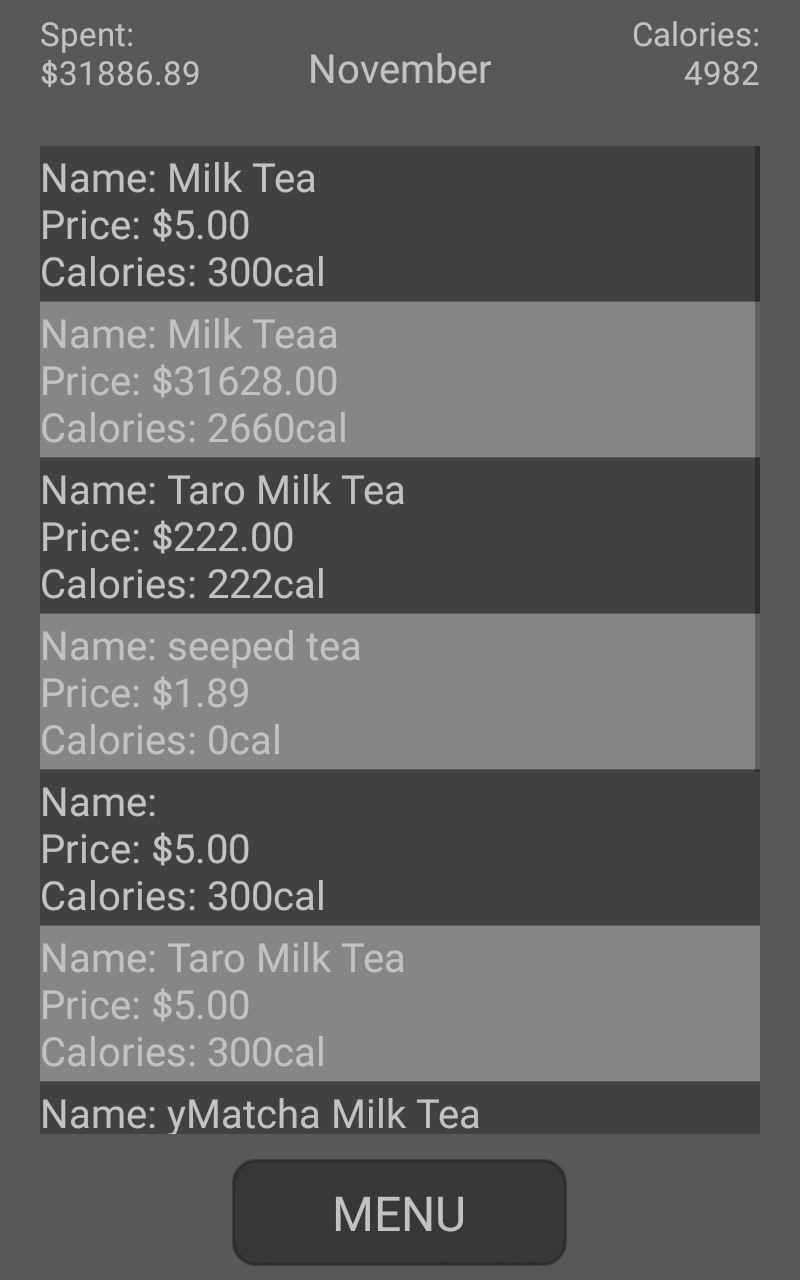 Spent:
$31886.89
November
Calories:
4982
Name: Milk Tea
Price: $5.00
Calories: 300cal
Name: Milk Teaa
Price: $31628.00
Calories: 2660cal
Name: Taro Milk Tea
Price: $222.00
Calories: 222cal
Name: seeped tea
Price: $1.89
Calories: 0cal
Name:
Price: $5.00
Calories: 300cal
Name: Taro Milk Tea
Price: $5.00
Calories: 300cal
Name: yMatcha Milk Tea
MENU